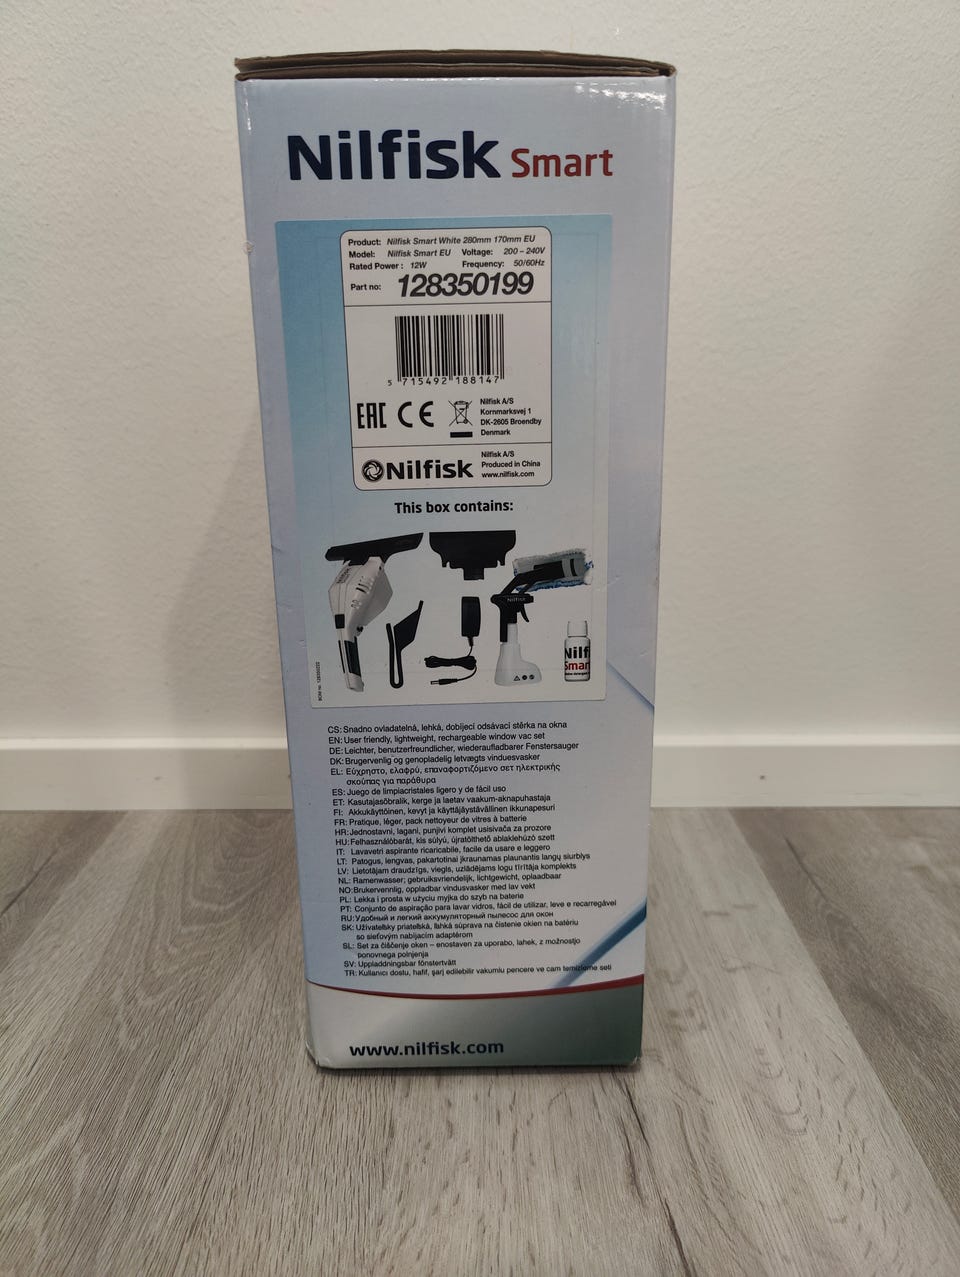 Nilfisk Smart
Product: Nilfisk Smart White 280mm 170mm EU
Model: Nilfisk Smart EU Voltage: 200 – 240V
Rated Power : 12W Frequency: 50/60Hz
Part no: 128350199
5 715492 188147
EAC CE
Nilfisk A/S
Kornmarksvej 1
DK-2605 Broendby
Denmark
Nilfisk
Nilfisk A/S
Produced in China
www.nilfisk.com
This box contains:
Nilfisk
Nilf
Smar
CS: Snadno ovladatelná, lehká, dobíjecí odsávací stěrka na okna
EN: User friendly, lightweight, rechargeable window vac set
DE: Leichter, benutzerfreundlicher, wiederaufladbarer Fenstersauger
DK: Brugervenlig og genopladelig letvægts vinduesvasker
EL: Εύχρηστο, ελαφρύ, επαναφορτιζόμενο σετ ηλεκτρικής
σκούπας για παράθυρα
ES: Juego de limpiacristales ligero y de fácil uso
ET: Kasutajasõbralik, kerge ja laetav vaakum-aknapuhastaja
FI: Akkukäyttöinen, kevyt ja käyttäjäystävällinen ikkunapesuri
FR: Pratique, léger, pack nettoyeur de vitres à batterie
HR: Jednostavni, lagani, punjivi komplet usisivača za prozore
HU: Felhasználóbarát, kis súlyú, újratölthető ablaklehúzó szett
IT: Lavavetri aspirante ricaricabile, facile da usare e leggero
LT: Patogus, lengvas, pakartotinai įkraunamas plaunantis langų siurblys
LV: Lietotājam draudzīgs, viegls, uzlādējams logu tīrītāja komplekts
NL: Ramenwasser; gebruiksvriendelijk, lichtgewicht, oplaadbaar
NO: Brukervennlig, oppladbar vindusvasker med lav vekt
PL: Lekka i prosta w użyciu myjka do szyb na baterie
PT: Conjunto de aspiração para lavar vidros, fácil de utilizar, leve e recarregável
RU: Удобный и легкий аккумуляторный пылесос для окон
SK: Užívateľsky priateľská, ľahká súprava na čistenie okien na batériu
so sieťovým nabíjacím adaptérom
SL: Set za čiščenje oken – enostaven za uporabo, lahek, z možnostjo
ponovnega polnjenja
SV: Uppladdningsbar fönstertvätt
TR: Kullanıcı dostu, hafif, şarj edilebilir vakumlu pencere ve cam temizleme seti
www.nilfisk.com